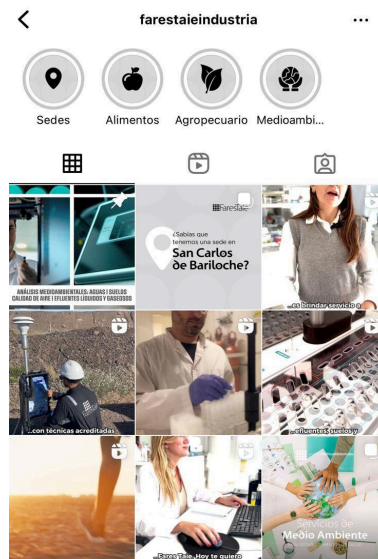 farestaieindustria
Sedes
Alimentos
Agropecuario
Medioambi...
ANÁLISIS MEDIOAMBIENTALES: AGUAS | SUELOS
CALIDAD DE AIRE | EFLUENTES LÍQUIDOS Y GASEOSOS
FaresTaie
¿Sabías que
tenemos una sede en
San Carlos
de Bariloche?
...es brindar servicio a
...con técnicas acreditadas
...efluentes, suelos y
...Fares Taie. Hoy te quiero
Servicios de
Medio Ambiente